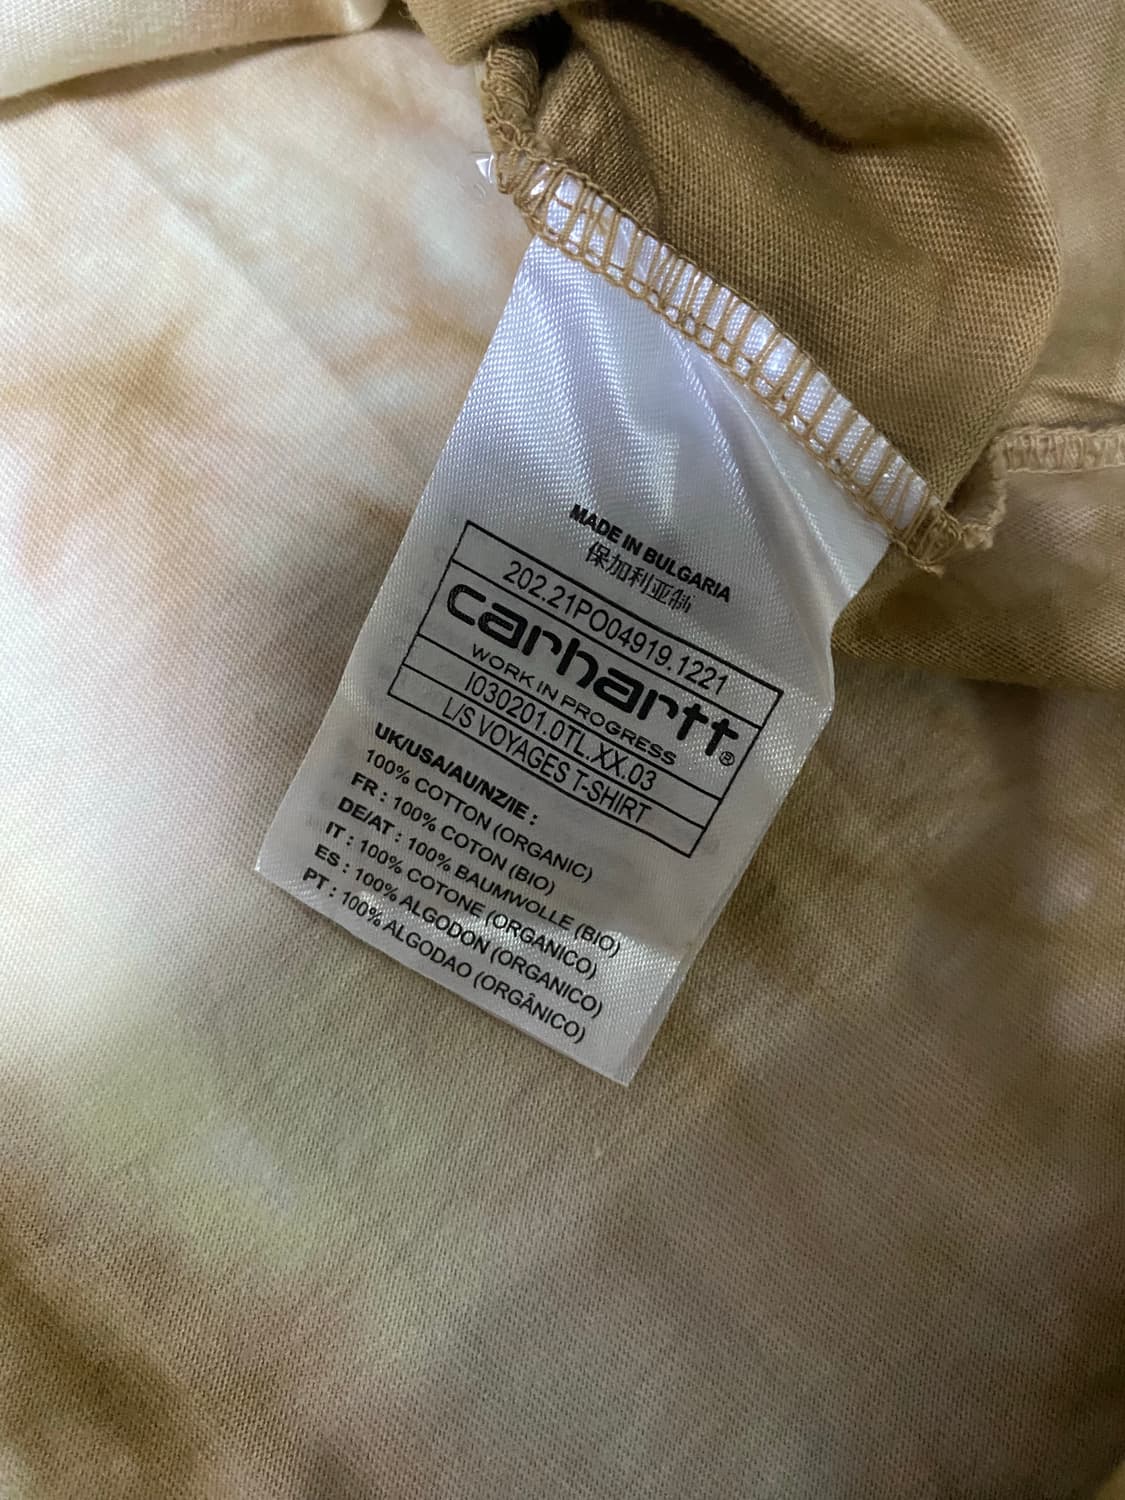 MADE IN BULGARIA
保加利亚制
202.21PO04919.1221
carhartt®
WORK IN PROGRESS
I030201.0TL.XX.03
L/S VOYAGES T-SHIRT
UK/USA/AU/NZ/IE :
100% COTTON (ORGANIC)
FR : 100% COTON (BIO)
DE/AT : 100% BAUMWOLLE (BIO)
IT : 100% COTONE (ORGANICO)
ES : 100% ALGODON (ORGANICO)
PT : 100% ALGODAO (ORGÂNICO)